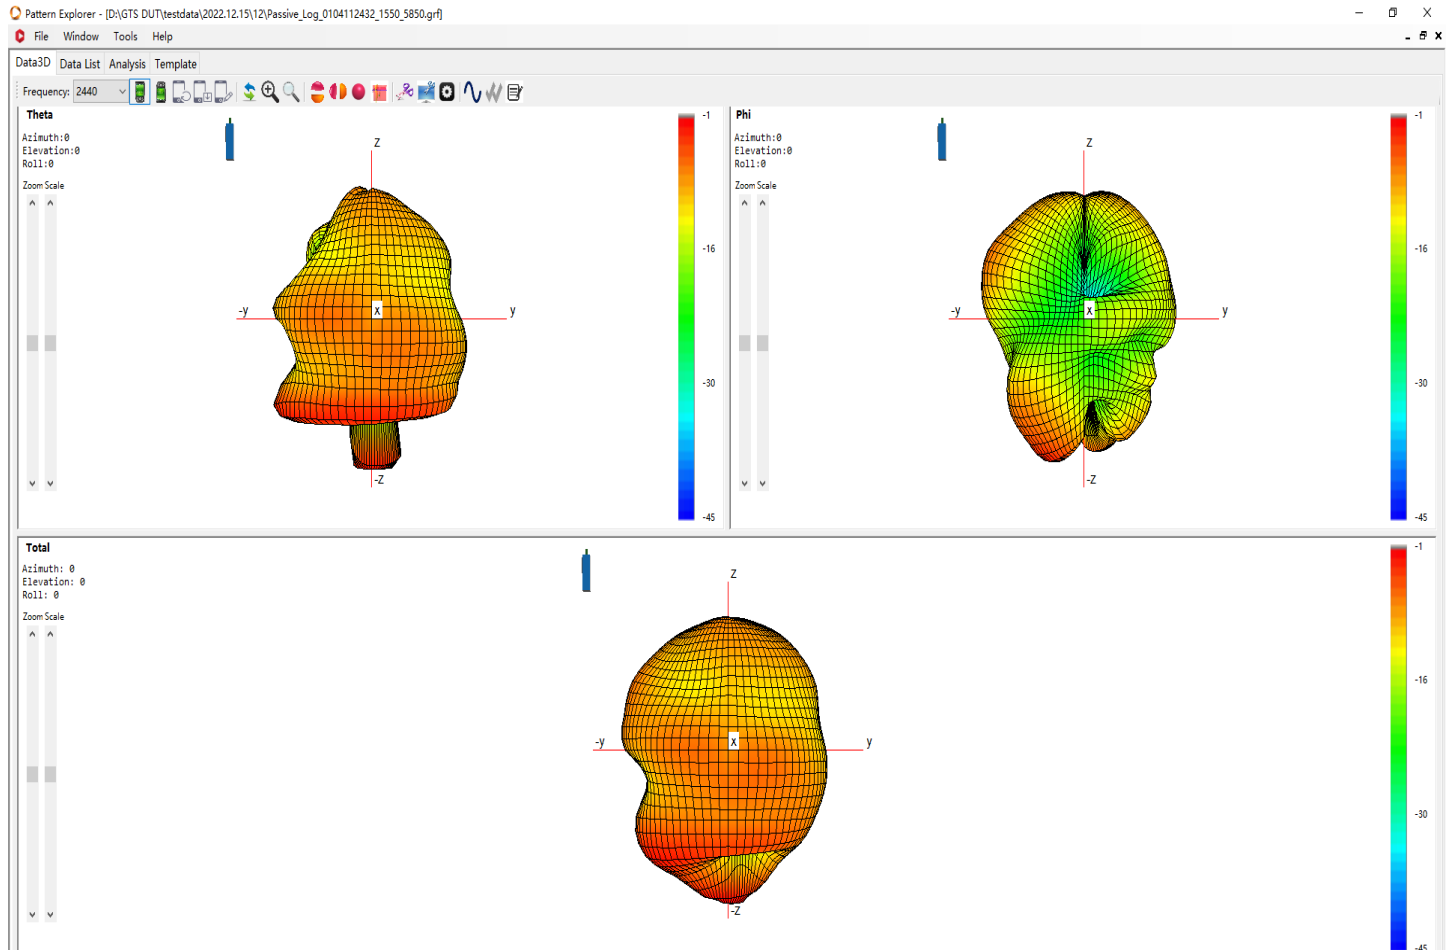 Pattern Explorer - [D:\GTS DUT\testdata\2022.12.15\12\Passive_Log_0104112432_1550_5850.grf]
File Window Tools Help
Data3D Data List Analysis Template
Frequency: 2440
Theta
Azimuth:0
Elevation:0
Roll:0
Zoom Scale
Z
-y
x
y
-Z
-1
-16
-30
-45
Phi
Azimuth:0
Elevation:0
Roll:0
Zoom Scale
Z
-y
x
y
-Z
-1
-16
-30
-45
Total
Azimuth: 0
Elevation: 0
Roll: 0
Zoom Scale
Z
-y
x
y
-Z
-1
-16
-30
-45